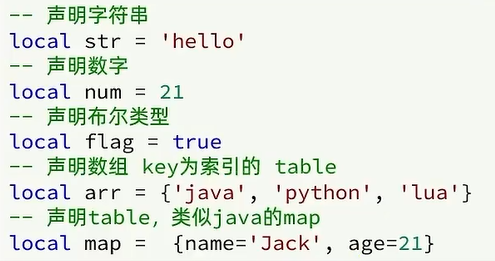 -- 声明字符串
local str = 'hello'
-- 声明数字
local num = 21
-- 声明布尔类型
local flag = true
-- 声明数组 key为索引的 table
local arr = {'java', 'python', 'lua'}
-- 声明table，类似java的map
local map =  {name='Jack', age=21}